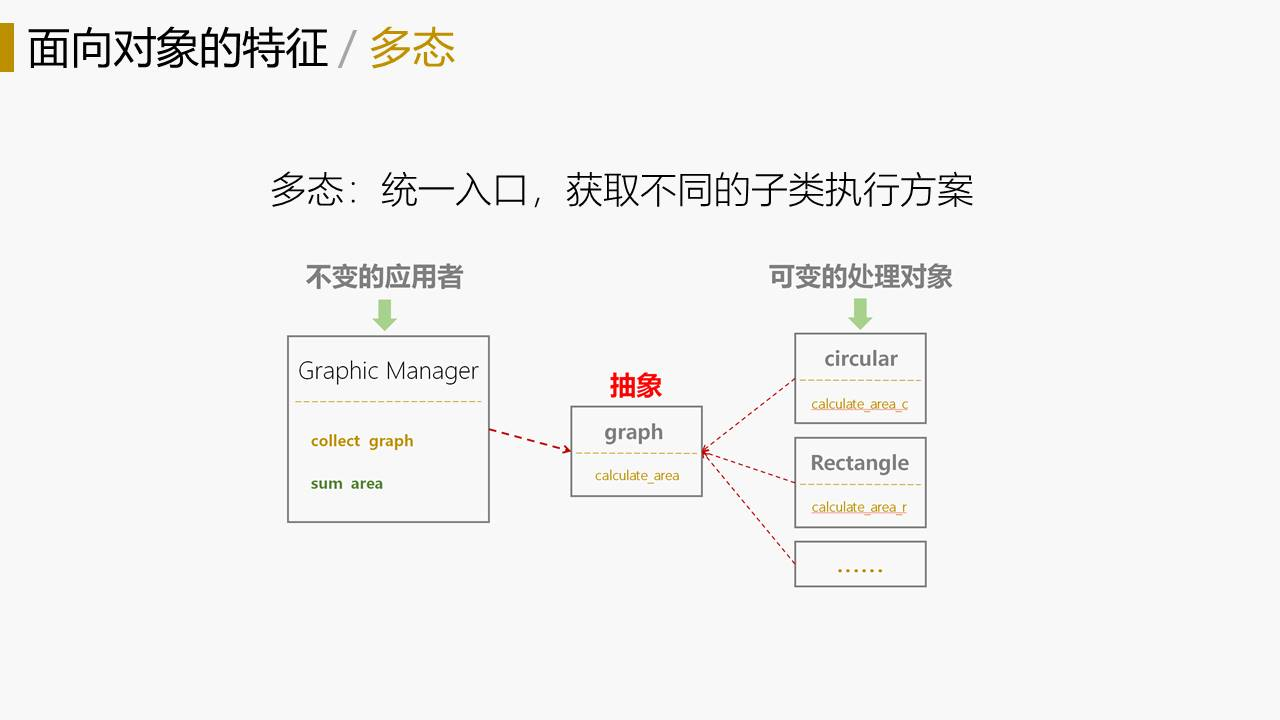 面向对象的特征 / 多态
多态：统一入口，获取不同的子类执行方案
不变的应用者
可变的处理对象
Graphic Manager
collect graph
sum area
抽象
graph
calculate_area
circular
calculate_area_c
Rectangle
calculate_area_r
……